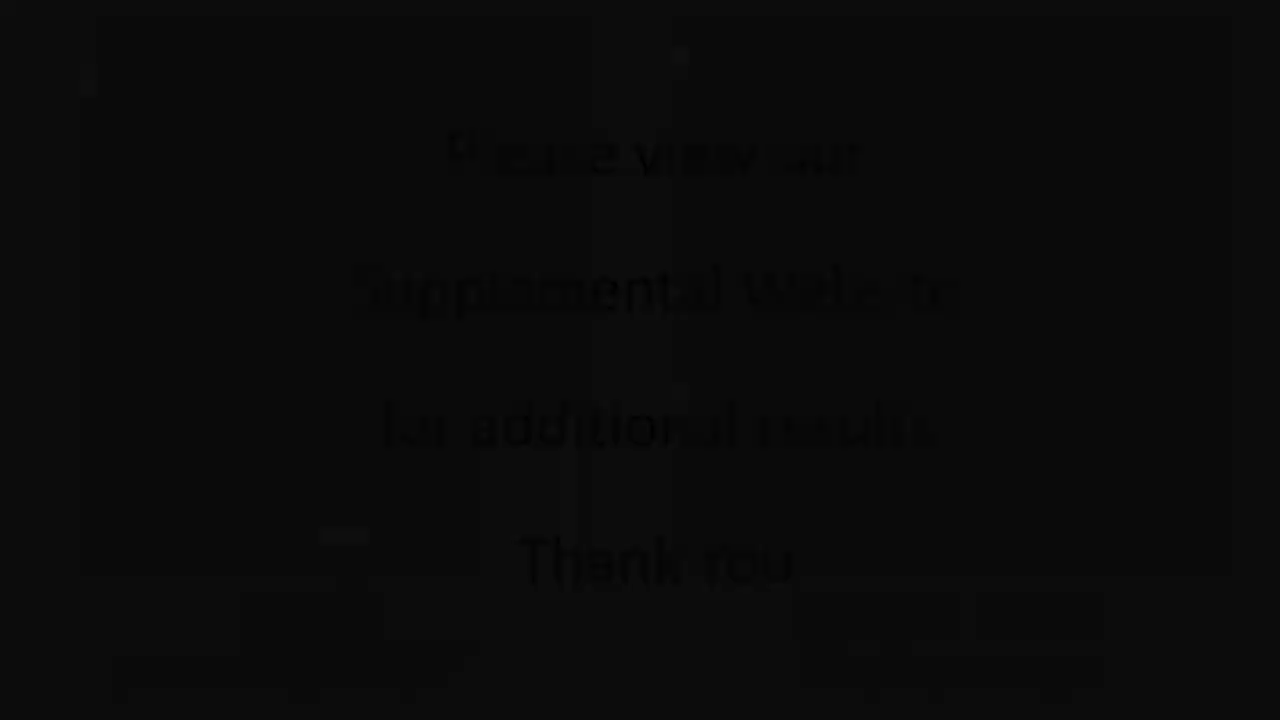 Please view our
Supplemental Website
for additional results
Thank You